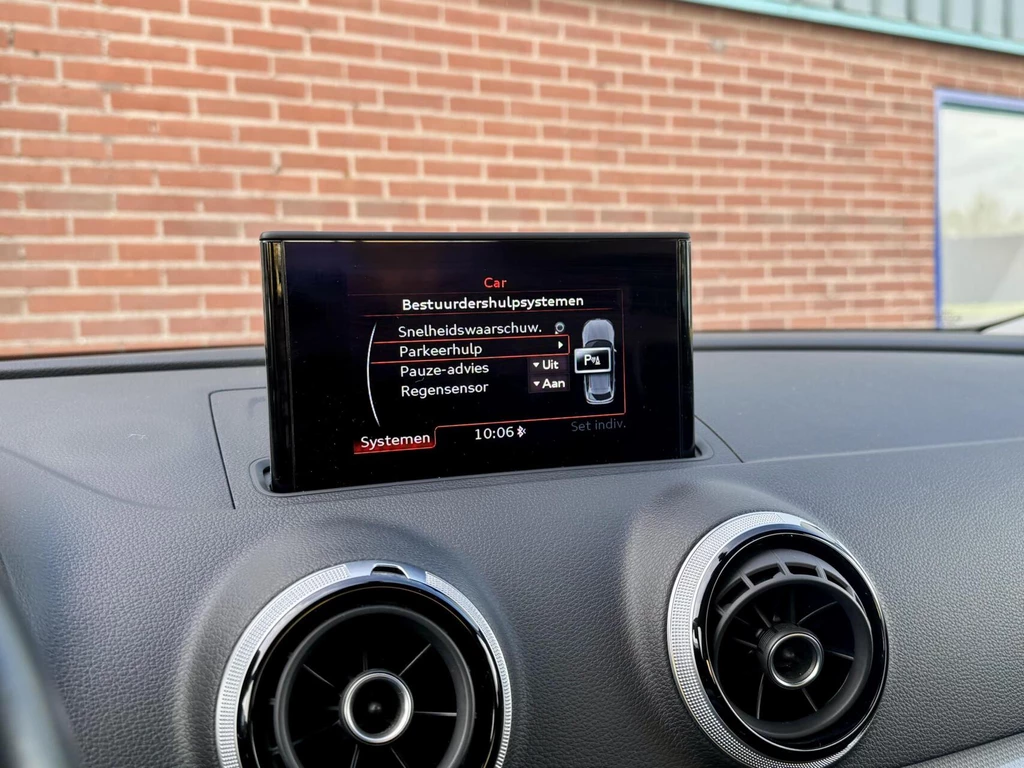 Car
Bestuurdershulpsystemen
Snelheidswaarschuw.
Parkeerhulp
Pauze-advies Uit
Regensensor Aan
P
Systemen 10:06 Set indiv.